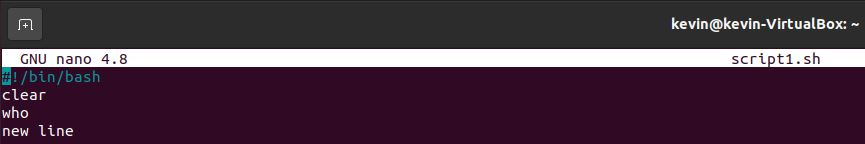 kevin@kevin-VirtualBox: ~
GNU nano 4.8 script1.sh
#!/bin/bash
clear
who
new line